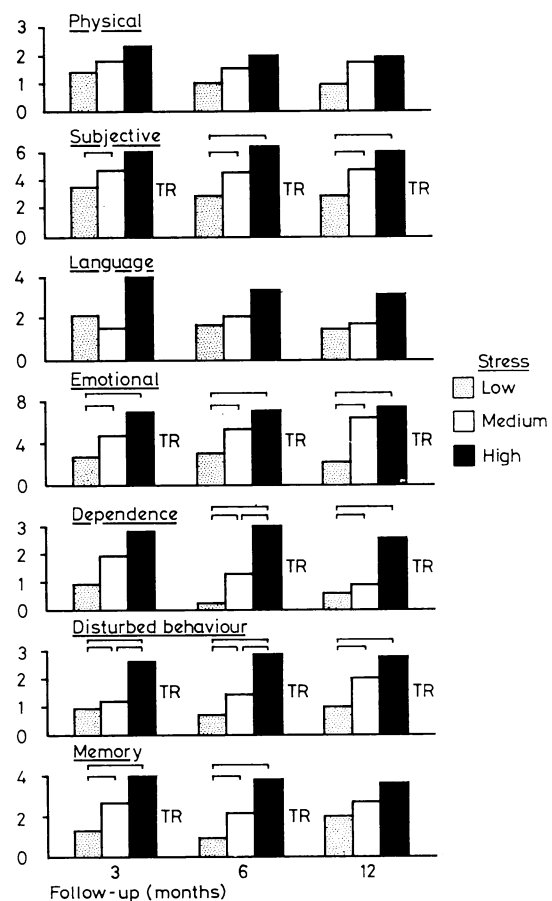 Physical
3
2
1
0
Subjective
6
4
2
0
TR TR TR
Language
4
2
0
Stress
Low
Medium
High
Emotional
8
4
0
TR TR TR
Dependence
3
2
1
0
TR TR
Disturbed behaviour
3
2
1
0
TR TR TR
Memory
4
2
0
TR TR
3 6 12
Follow-up (months)